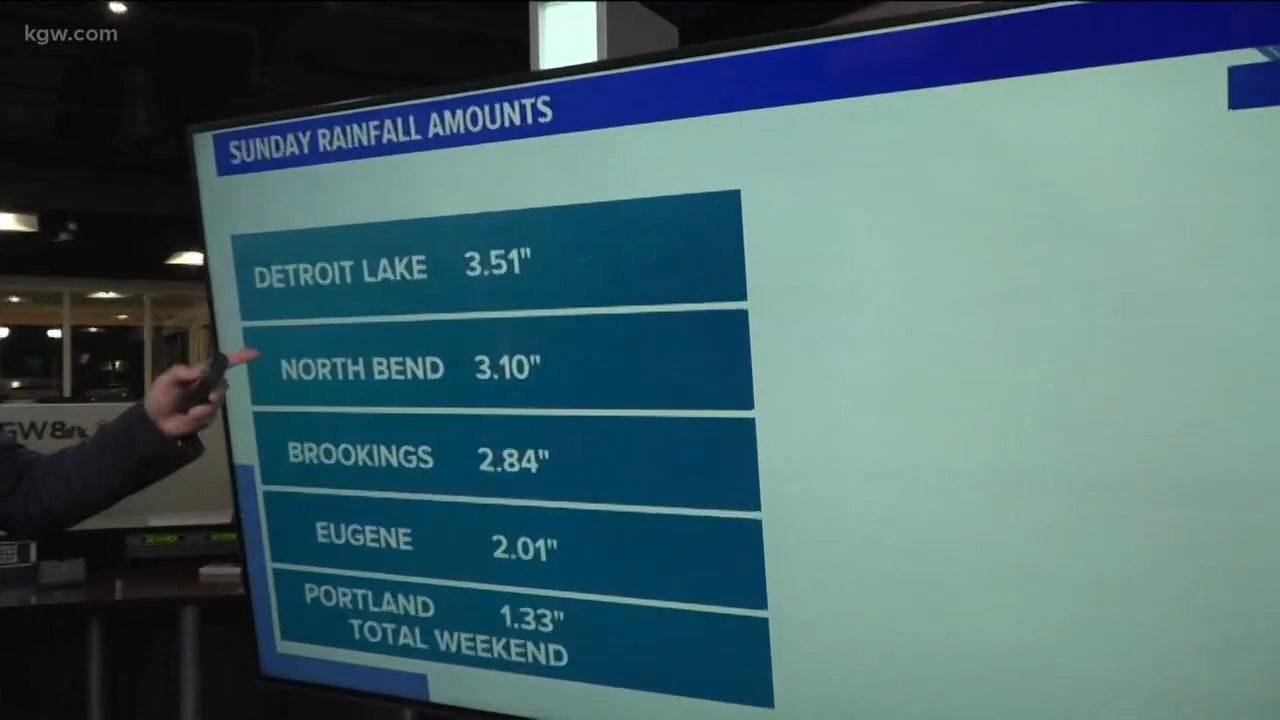 kgw.com
SUNDAY RAINFALL AMOUNTS
DETROIT LAKE 3.51"
NORTH BEND 3.10"
BROOKINGS 2.84"
EUGENE 2.01"
PORTLAND 1.33"
TOTAL WEEKEND